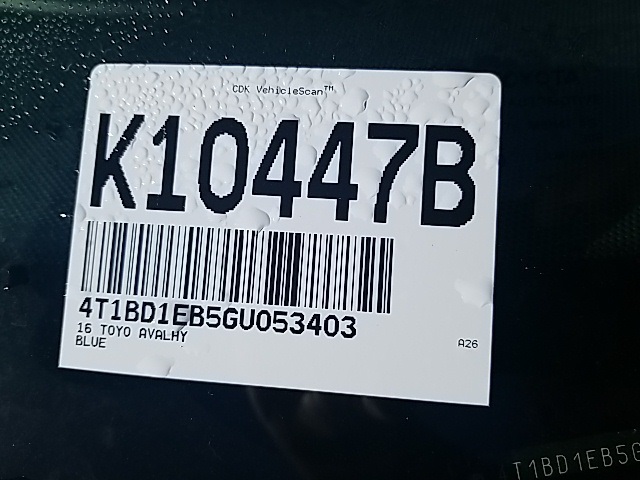 CDK VehicleScan™
K10447B
4T1BD1EB5GU053403
16 TOYO AVALHY
BLUE
A26
T1BD1EB5G